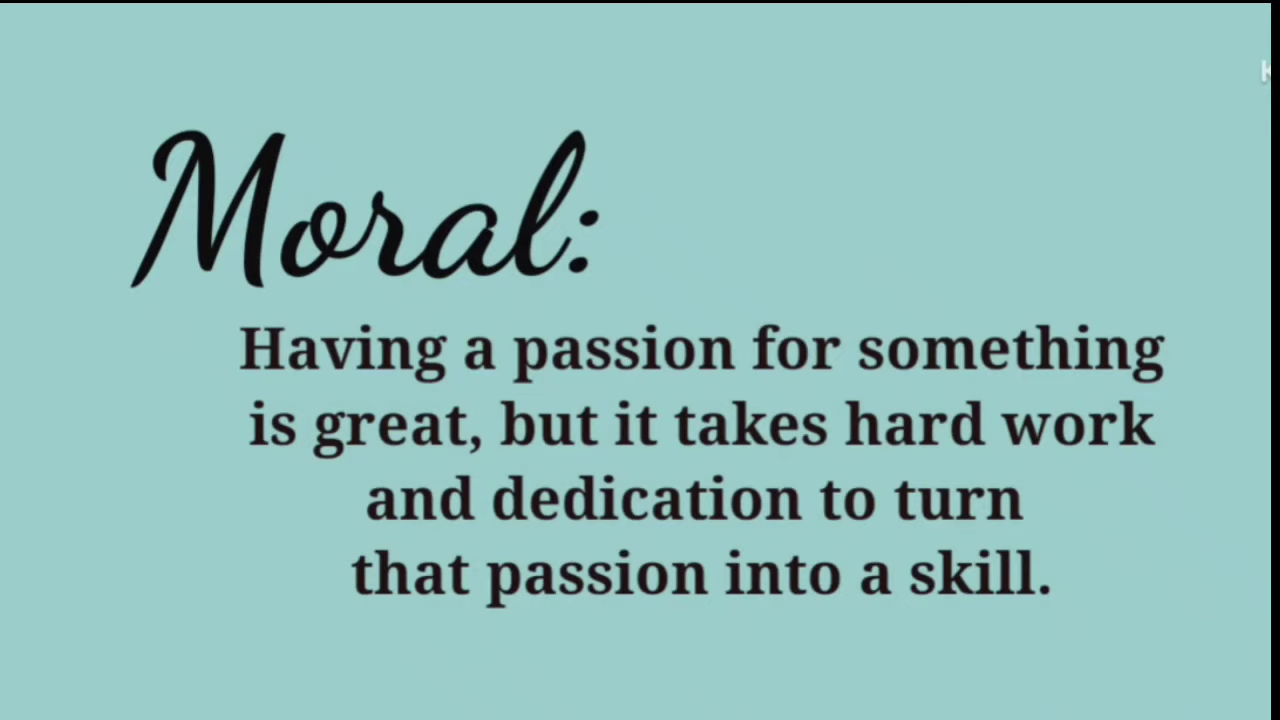 Moral:
Having a passion for something
is great, but it takes hard work
and dedication to turn
that passion into a skill.